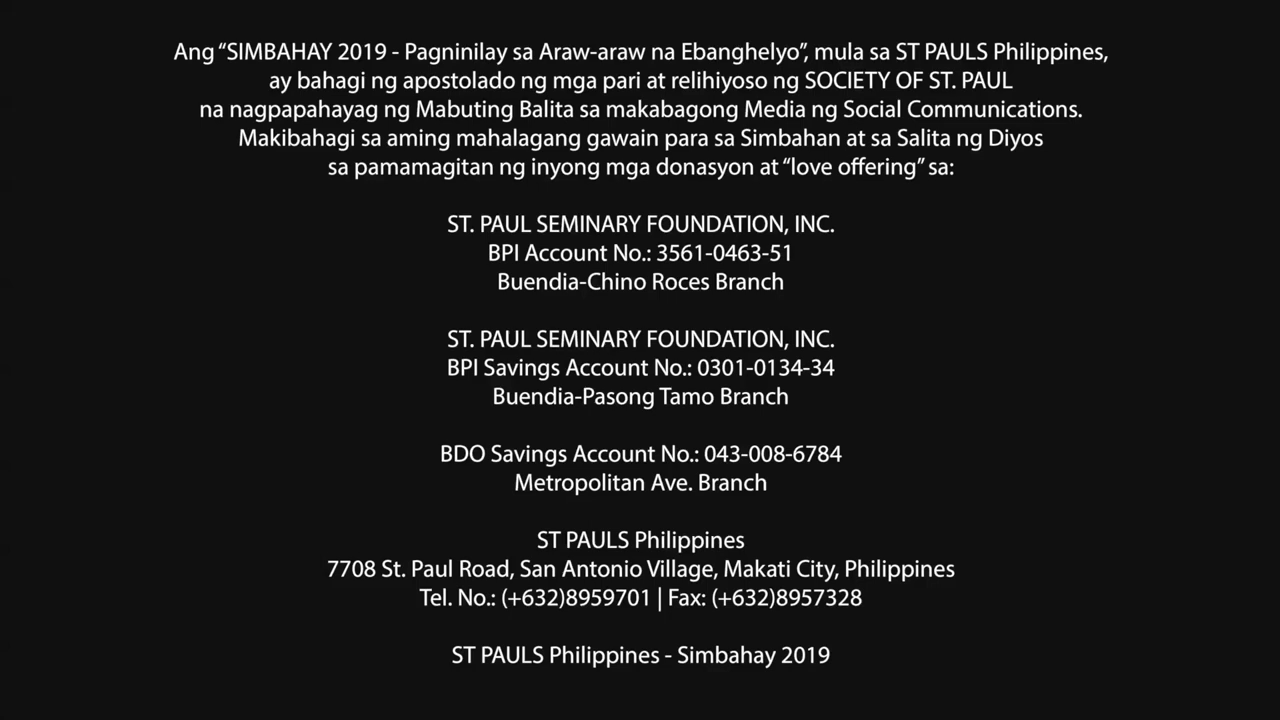 Ang “SIMBAHAY 2019 - Pagninilay sa Araw-araw na Ebanghelyo”, mula sa ST PAULS Philippines,
ay bahagi ng apostolado ng mga pari at relihiyoso ng SOCIETY OF ST. PAUL
na nagpapahayag ng Mabuting Balita sa makabagong Media ng Social Communications.
Makibahagi sa aming mahalagang gawain para sa Simbahan at sa Salita ng Diyos
sa pamamagitan ng inyong mga donasyon at “love offering” sa:
ST. PAUL SEMINARY FOUNDATION, INC.
BPI Account No.: 3561-0463-51
Buendia-Chino Roces Branch
ST. PAUL SEMINARY FOUNDATION, INC.
BPI Savings Account No.: 0301-0134-34
Buendia-Pasong Tamo Branch
BDO Savings Account No.: 043-008-6784
Metropolitan Ave. Branch
ST PAULS Philippines
7708 St. Paul Road, San Antonio Village, Makati City, Philippines
Tel. No.: (+632)8959701 | Fax: (+632)8957328
ST PAULS Philippines - Simbahay 2019